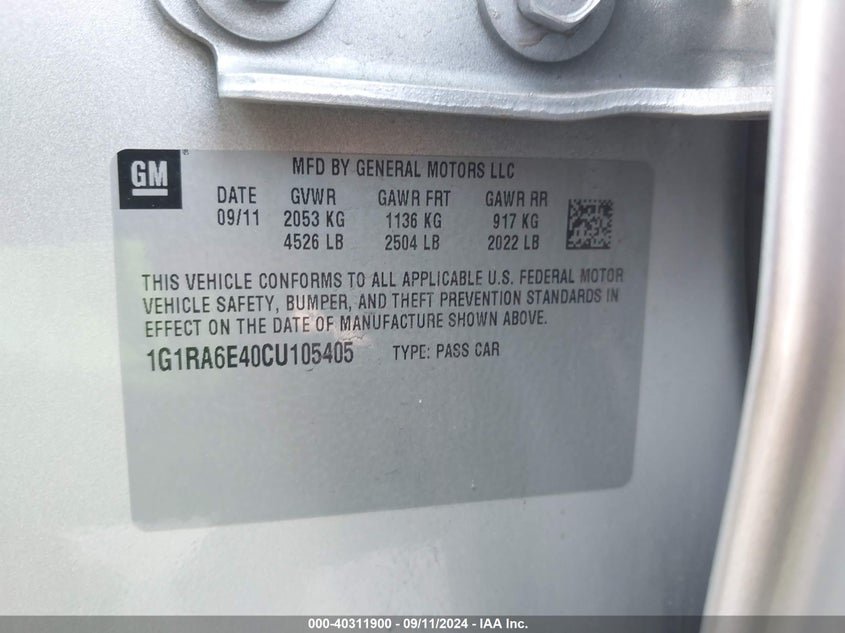 GM
MFD BY GENERAL MOTORS LLC
DATE GVWR GAWR FRT GAWR RR
09/11 2053 KG 1136 KG 917 KG
4526 LB 2504 LB 2022 LB
THIS VEHICLE CONFORMS TO ALL APPLICABLE U.S. FEDERAL MOTOR
VEHICLE SAFETY, BUMPER, AND THEFT PREVENTION STANDARDS IN
EFFECT ON THE DATE OF MANUFACTURE SHOWN ABOVE.
1G1RA6E40CU105405 TYPE: PASS CAR
000-40311900 - 09/11/2024 - IAA Inc.